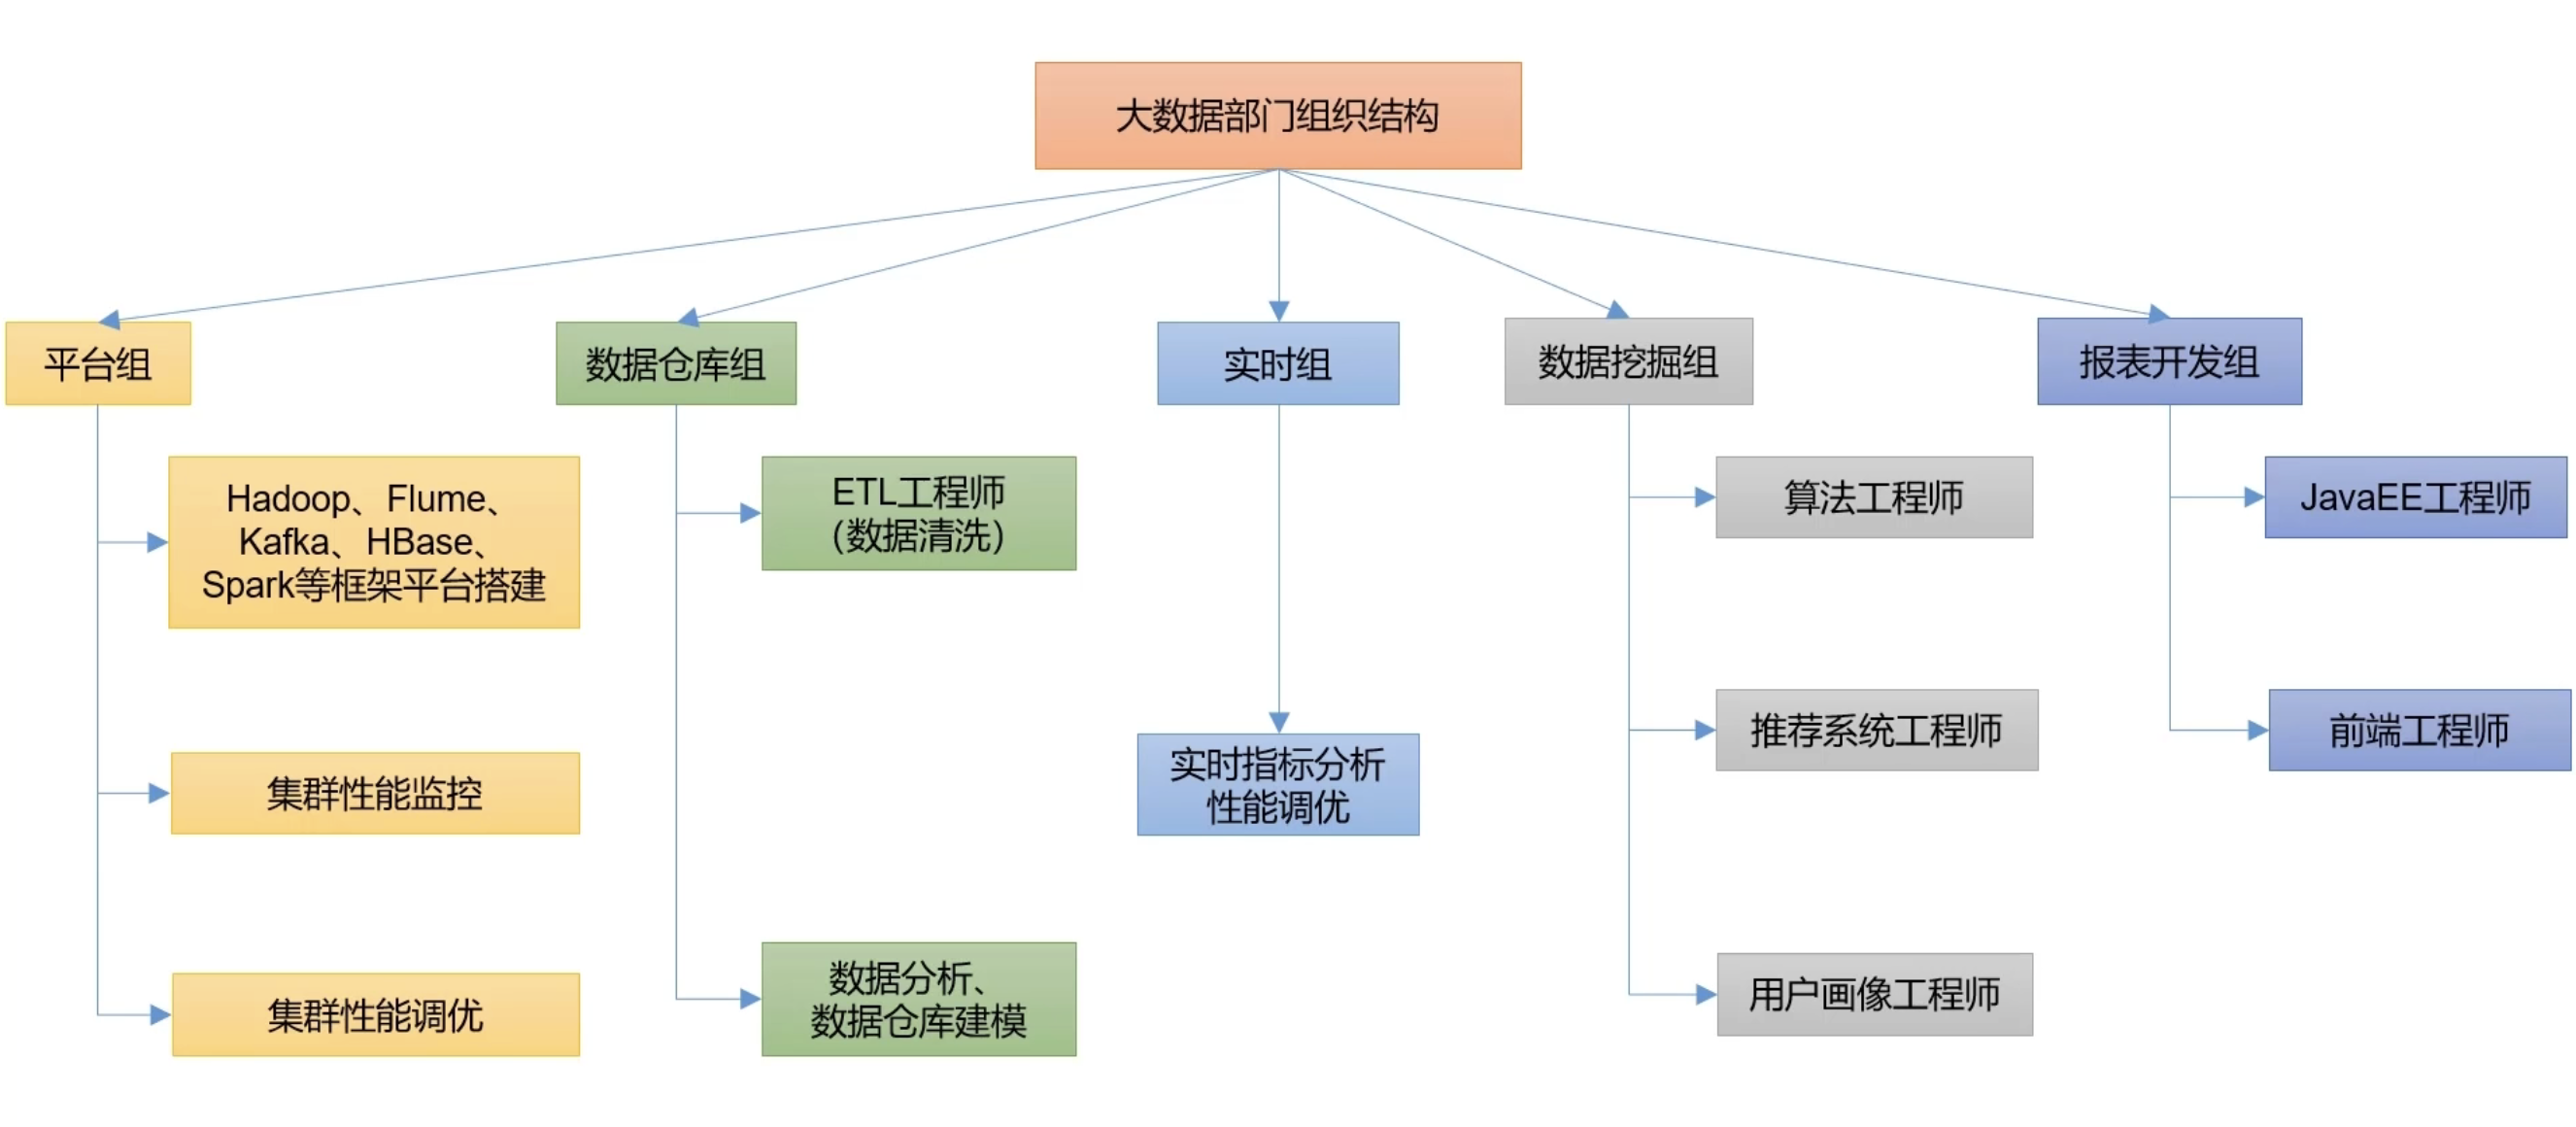 大数据部门组织结构
平台组
数据仓库组
实时组
数据挖掘组
报表开发组
Hadoop、Flume、
Kafka、HBase、
Spark等框架平台搭建
集群性能监控
集群性能调优
ETL工程师
（数据清洗）
数据分析、
数据仓库建模
实时指标分析
性能调优
算法工程师
推荐系统工程师
用户画像工程师
JavaEE工程师
前端工程师